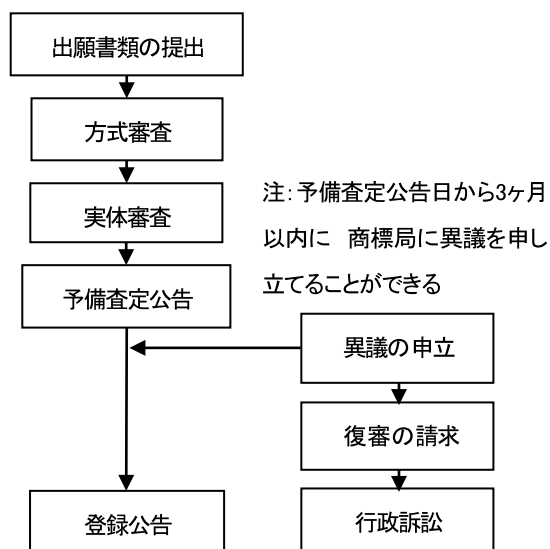 出願書類の提出
方式審査
実体審査
予備査定公告
注：予備査定公告日から3ヶ月
以内に　商標局に異議を申し
立てることができる
異議の申立
復審の請求
行政訴訟
登録公告